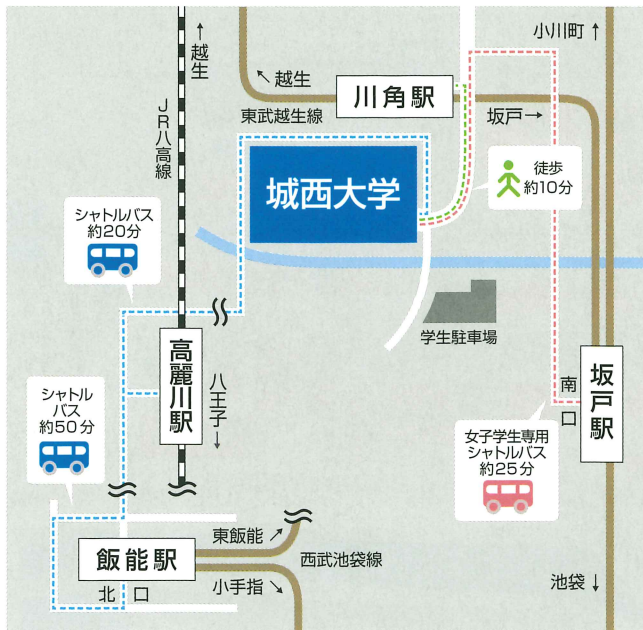 小川町
↑
↑
越生
↖越生
川角駅
東武越生線
坂戸→
JR八高線
城西大学
徒歩
約10分
シャトルバス
約20分
学生駐車場
高麗川駅
八王子
↓
坂戸駅
南口
シャトル
バス
約50分
女子学生専用
シャトルバス
約25分
東飯能↗
飯能駅
西武池袋線
北口
小手指↘
池袋↓